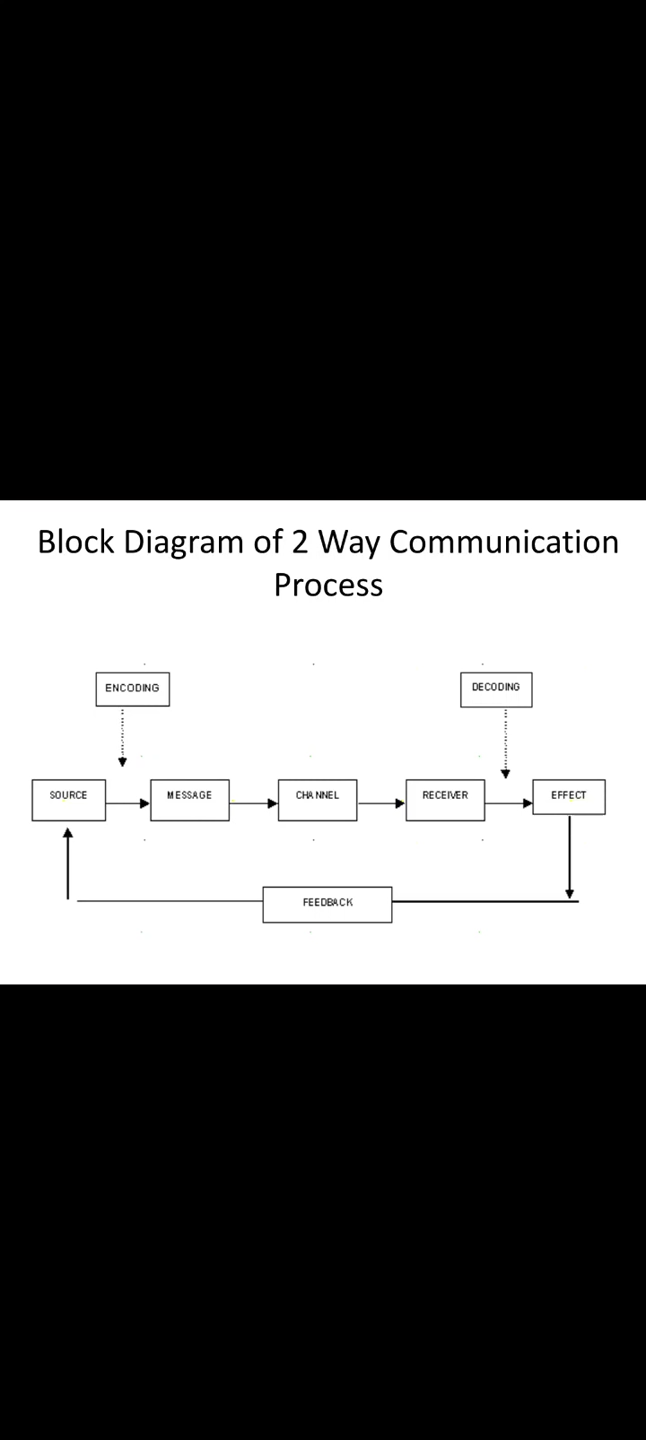 Block Diagram of 2 Way Communication
Process
ENCODING
DECODING
SOURCE
MESSAGE
CHANNEL
RECEIVER
EFFECT
FEEDBACK